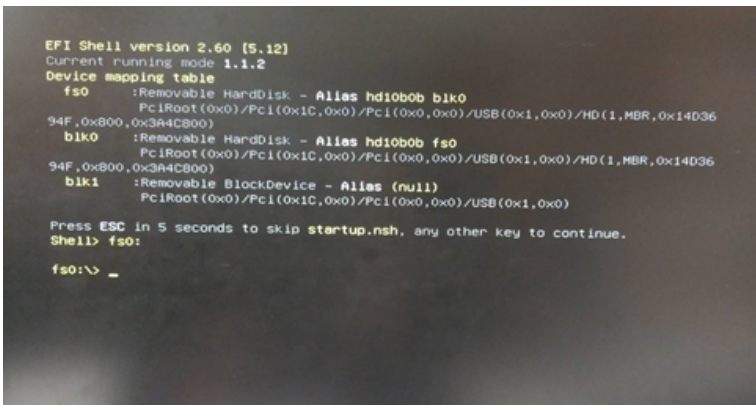 EFI Shell version 2.60 [5.12]
Current running mode 1.1.2
Device mapping table
fs0 :Removable HardDisk - Alias hd10b0b blk0
PciRoot(0x0)/Pci(0x1C,0x0)/Pci(0x0,0x0)/USB(0x1,0x0)/HD(1,MBR,0x14D36
94F,0x800,0x3A4C800)
blk0 :Removable HardDisk - Alias hd10b0b fs0
PciRoot(0x0)/Pci(0x1C,0x0)/Pci(0x0,0x0)/USB(0x1,0x0)/HD(1,MBR,0x14D36
94F,0x800,0x3A4C800)
blk1 :Removable BlockDevice - Alias (null)
PciRoot(0x0)/Pci(0x1C,0x0)/Pci(0x0,0x0)/USB(0x1,0x0)
Press ESC in 5 seconds to skip startup.nsh, any other key to continue.
Shell> fs0:
fs0:\> _